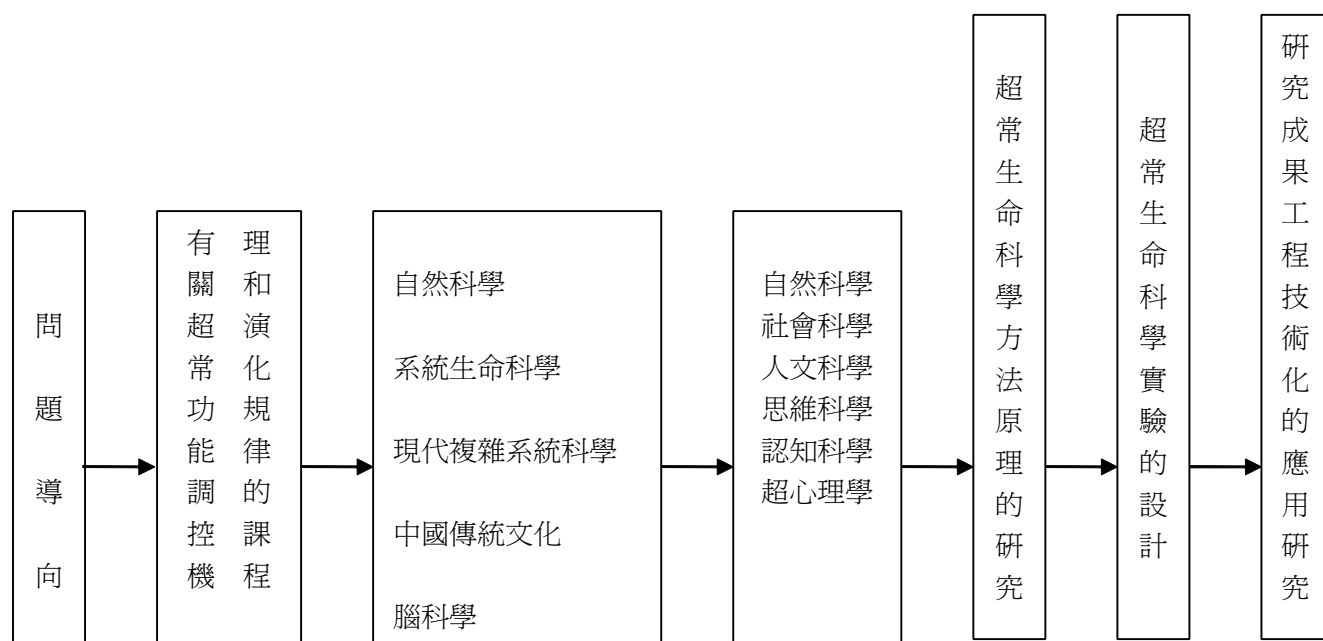 問題導向
有關超常功能調控機
理和演化規律的課程
自然科學
系統生命科學
現代複雜系統科學
中國傳統文化
腦科學
自然科學
社會科學
人文科學
思維科學
認知科學
超心理學
超常生命科學方法原理的研究
超常生命科學實驗的設計
研究成果工程技術化的應用研究